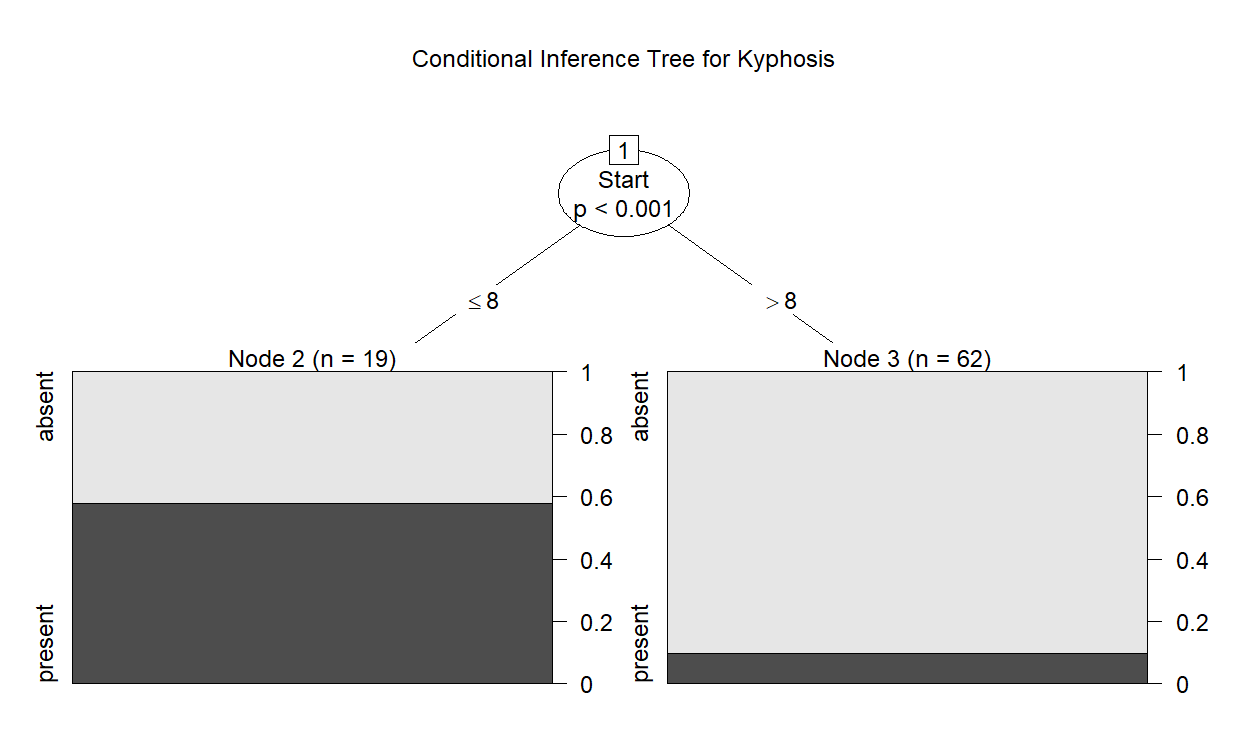 Conditional Inference Tree for Kyphosis
1
Start
p < 0.001
≤ 8
> 8
Node 2 (n = 19)
absent
present
1
0.8
0.6
0.4
0.2
0
Node 3 (n = 62)
absent
present
1
0.8
0.6
0.4
0.2
0